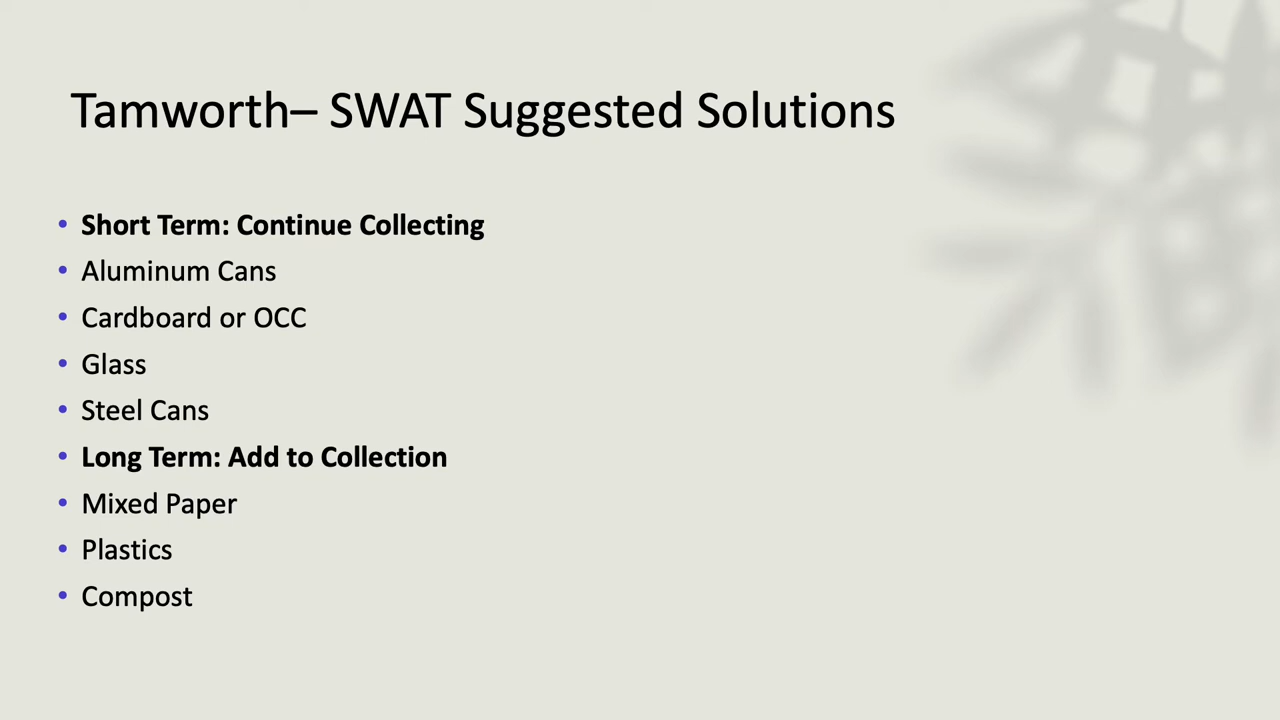 Tamworth– SWAT Suggested Solutions
• Short Term: Continue Collecting
• Aluminum Cans
• Cardboard or OCC
• Glass
• Steel Cans
• Long Term: Add to Collection
• Mixed Paper
• Plastics
• Compost